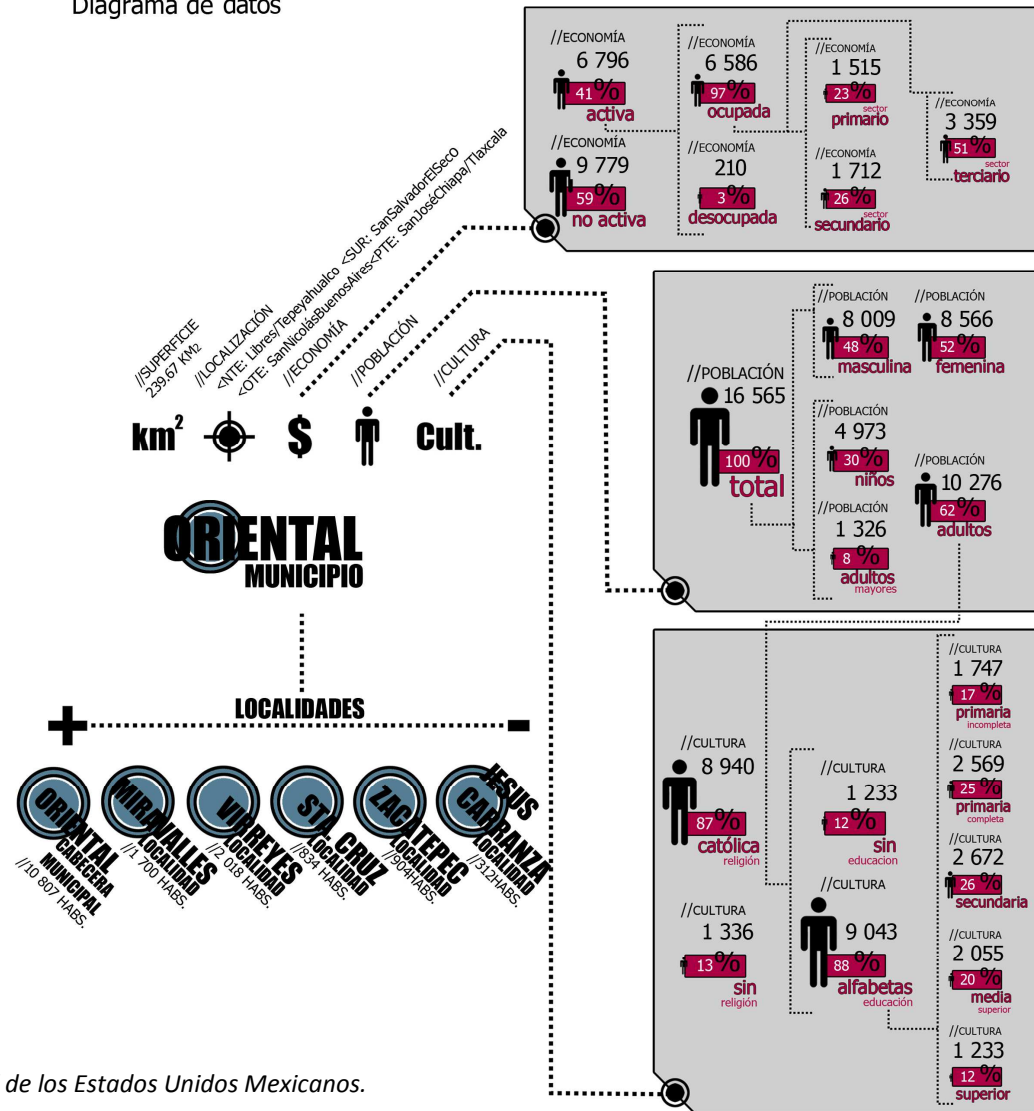 Diagrama de datos
//ECONOMÍA
6 796
41%
activa
//ECONOMÍA
9 779
59%
no activa
//ECONOMÍA
6 586
97%
ocupada
//ECONOMÍA
210
3%
desocupada
//ECONOMÍA
1 515
23%
sector
primario
//ECONOMÍA
1 712
26%
sector
secundario
//ECONOMÍA
3 359
51%
sector
terciario
//SUPERFICIE
239.67 KM2
//LOCALIZACIÓN
<NTE: Libres/Tepeyahualco <SUR: SanSalvadorElSeco
<OTE: SanNicolásBuenosAires<PTE: SanJoséChiapa/Tlaxcala
//ECONOMÍA
//POBLACIÓN
//CULTURA
km²
$
Cult.
ORIENTAL
MUNICIPIO
LOCALIDADES
+
-
ORIENTAL
CABECERA
MUNICIPAL
//10 807 HABS.
MIRAVALLES
LOCALIDAD
//1 700 HABS.
VIRREYES
LOCALIDAD
//2 018 HABS.
STA. CRUZ
LOCALIDAD
//834 HABS.
ZACATEPEC
LOCALIDAD
//904HABS.
JESUS
CARRANZA
LOCALIDAD
//312HABS.
//POBLACIÓN
16 565
100%
total
//POBLACIÓN
8 009
48%
masculina
//POBLACIÓN
8 566
52%
femenina
//POBLACIÓN
4 973
30%
niños
//POBLACIÓN
10 276
62%
adultos
//POBLACIÓN
1 326
8 %
adultos
mayores
//CULTURA
8 940
87%
católica
religión
//CULTURA
1 336
13%
sin
religión
//CULTURA
1 233
12%
sin
educacion
//CULTURA
9 043
88 %
alfabetas
educación
//CULTURA
1 747
17 %
primaria
incompleta
//CULTURA
2 569
25 %
primaria
completa
//CULTURA
2 672
26 %
secundaria
//CULTURA
2 055
20 %
media
superior
//CULTURA
1 233
12 %
superior
de los Estados Unidos Mexicanos.